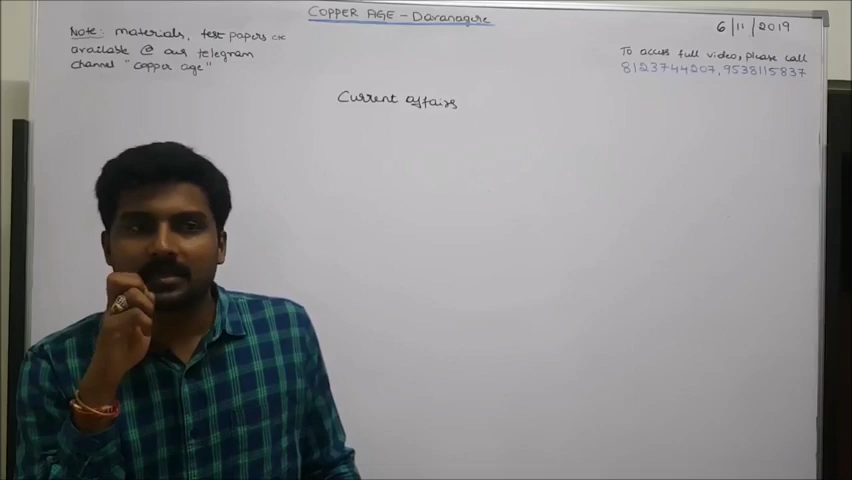 COPPER AGE - Davanagere
6/11/2019
Note: materials, test papers etc
available @ our telegram
channel "copper age"
To access full video, please call
8123744207, 9538115837
Current affairs